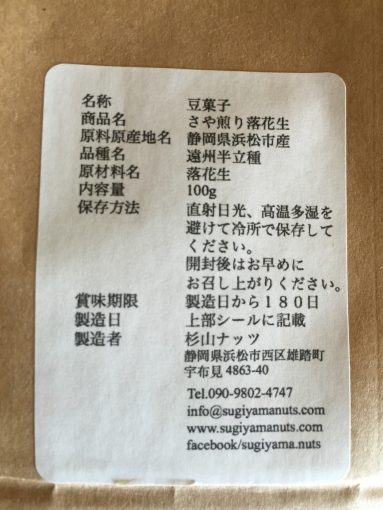 名称 豆菓子
商品名 さや煎り落花生
原料原産地名 静岡県浜松市産
品種名 遠州半立種
原材料名 落花生
内容量 100g
保存方法 直射日光、高温多湿を
避けて冷所で保存して
ください。
開封後はお早めに
お召し上がりください。
賞味期限 製造日から180日
製造日 上部シールに記載
製造者 杉山ナッツ
静岡県浜松市西区雄踏町
宇布見 4863-40
Tel.090-9802-4747
info@sugiyamanuts.com
www.sugiyamanuts.com
facebook/sugiyama.nuts